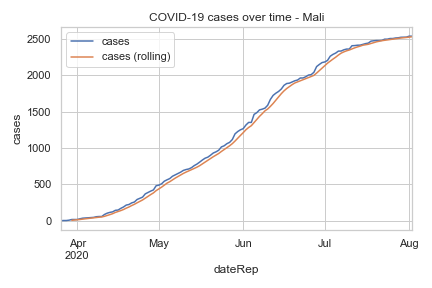 COVID-19 cases over time - Mali
cases
cases (rolling)
2500
2000
1500
1000
500
0
cases
Apr
2020
May
Jun
Jul
Aug
dateRep